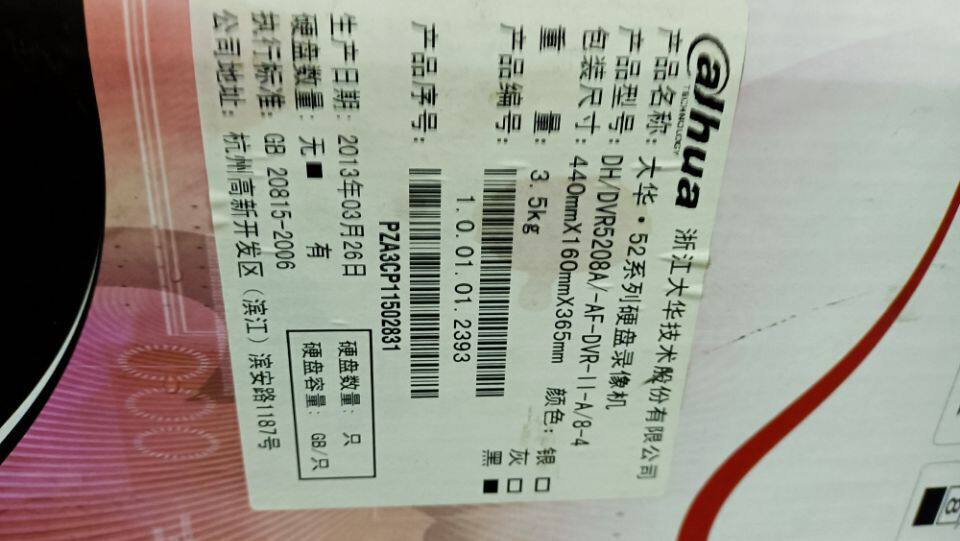 alhua
TECHNOLOGY
浙江大华技术股份有限公司
产品名称: 大华·52系列硬盘录像机
产品型号: DH/DVR5208A/-AF-DVR-II-A/8-4
包装尺寸: 440mmX160mmX365mm 颜色: 银□
重 量: 3.5kg 灰□
黑■
产品编号:
1.0.01.01.2393
产品序号:
PZA3CP11502831
生产日期: 2013年03月26日
硬盘数量: 无■ 有
硬盘数量: 只
硬盘容量: GB/只
执行标准: GB 20815-2006
公司地址: 杭州高新开发区(滨江)滨安路1187号
8